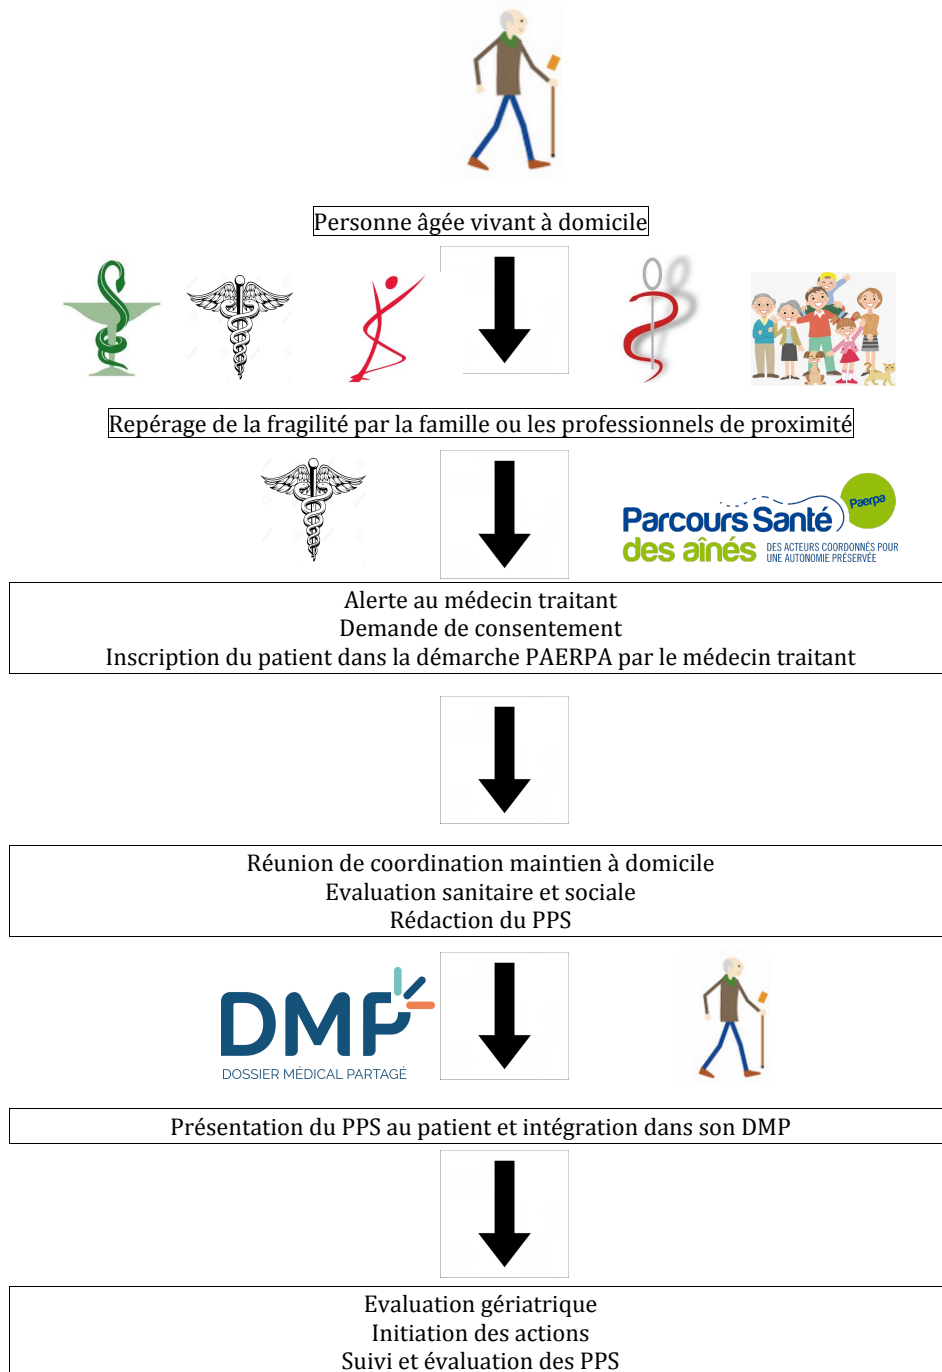 Personne âgée vivant à domicile
Repérage de la fragilité par la famille ou les professionnels de proximité
Parcours Santé
des aînés
Paerpa
DES ACTEURS COORDONNÉS POUR
UNE AUTONOMIE PRÉSERVÉE
Alerte au médecin traitant
Demande de consentement
Inscription du patient dans la démarche PAERPA par le médecin traitant
Réunion de coordination maintien à domicile
Evaluation sanitaire et sociale
Rédaction du PPS
DMP
DOSSIER MÉDICAL PARTAGÉ
Présentation du PPS au patient et intégration dans son DMP
Evaluation gériatrique
Initiation des actions
Suivi et évaluation des PPS